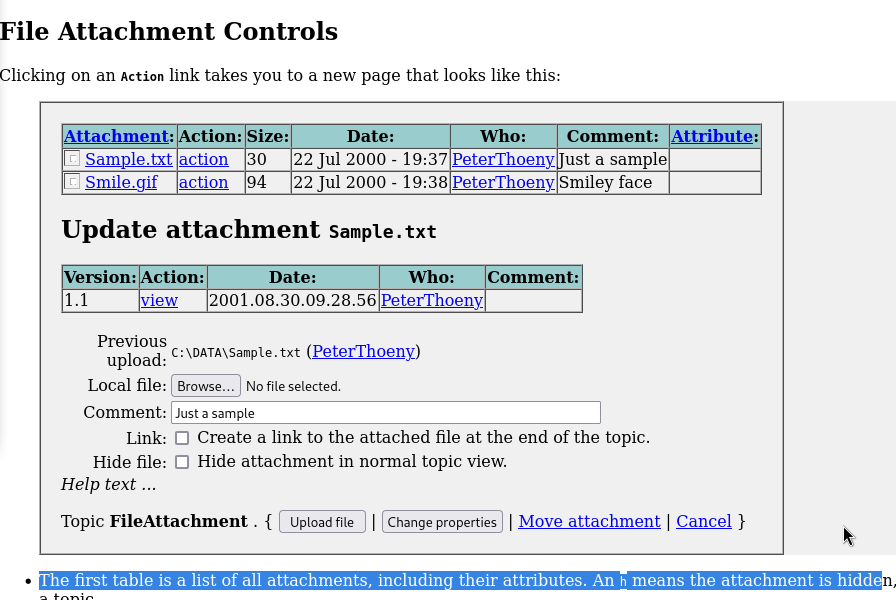 File Attachment Controls
Clicking on an Action link takes you to a new page that looks like this:
Attachment: Action: Size: Date: Who: Comment: Attribute:
Sample.txt action 30 22 Jul 2000 - 19:37 PeterThoeny Just a sample
Smile.gif action 94 22 Jul 2000 - 19:38 PeterThoeny Smiley face
Update attachment Sample.txt
Version: Action: Date: Who: Comment:
1.1 view 2001.08.30.09.28.56 PeterThoeny
Previous
upload: C:\DATA\Sample.txt (PeterThoeny)
Local file: Browse... No file selected.
Comment: Just a sample
Link: Create a link to the attached file at the end of the topic.
Hide file: Hide attachment in normal topic view.
Help text ...
Topic FileAttachment . { Upload file | Change properties | Move attachment | Cancel }
• The first table is a list of all attachments, including their attributes. An h means the attachment is hidden,
a topic.